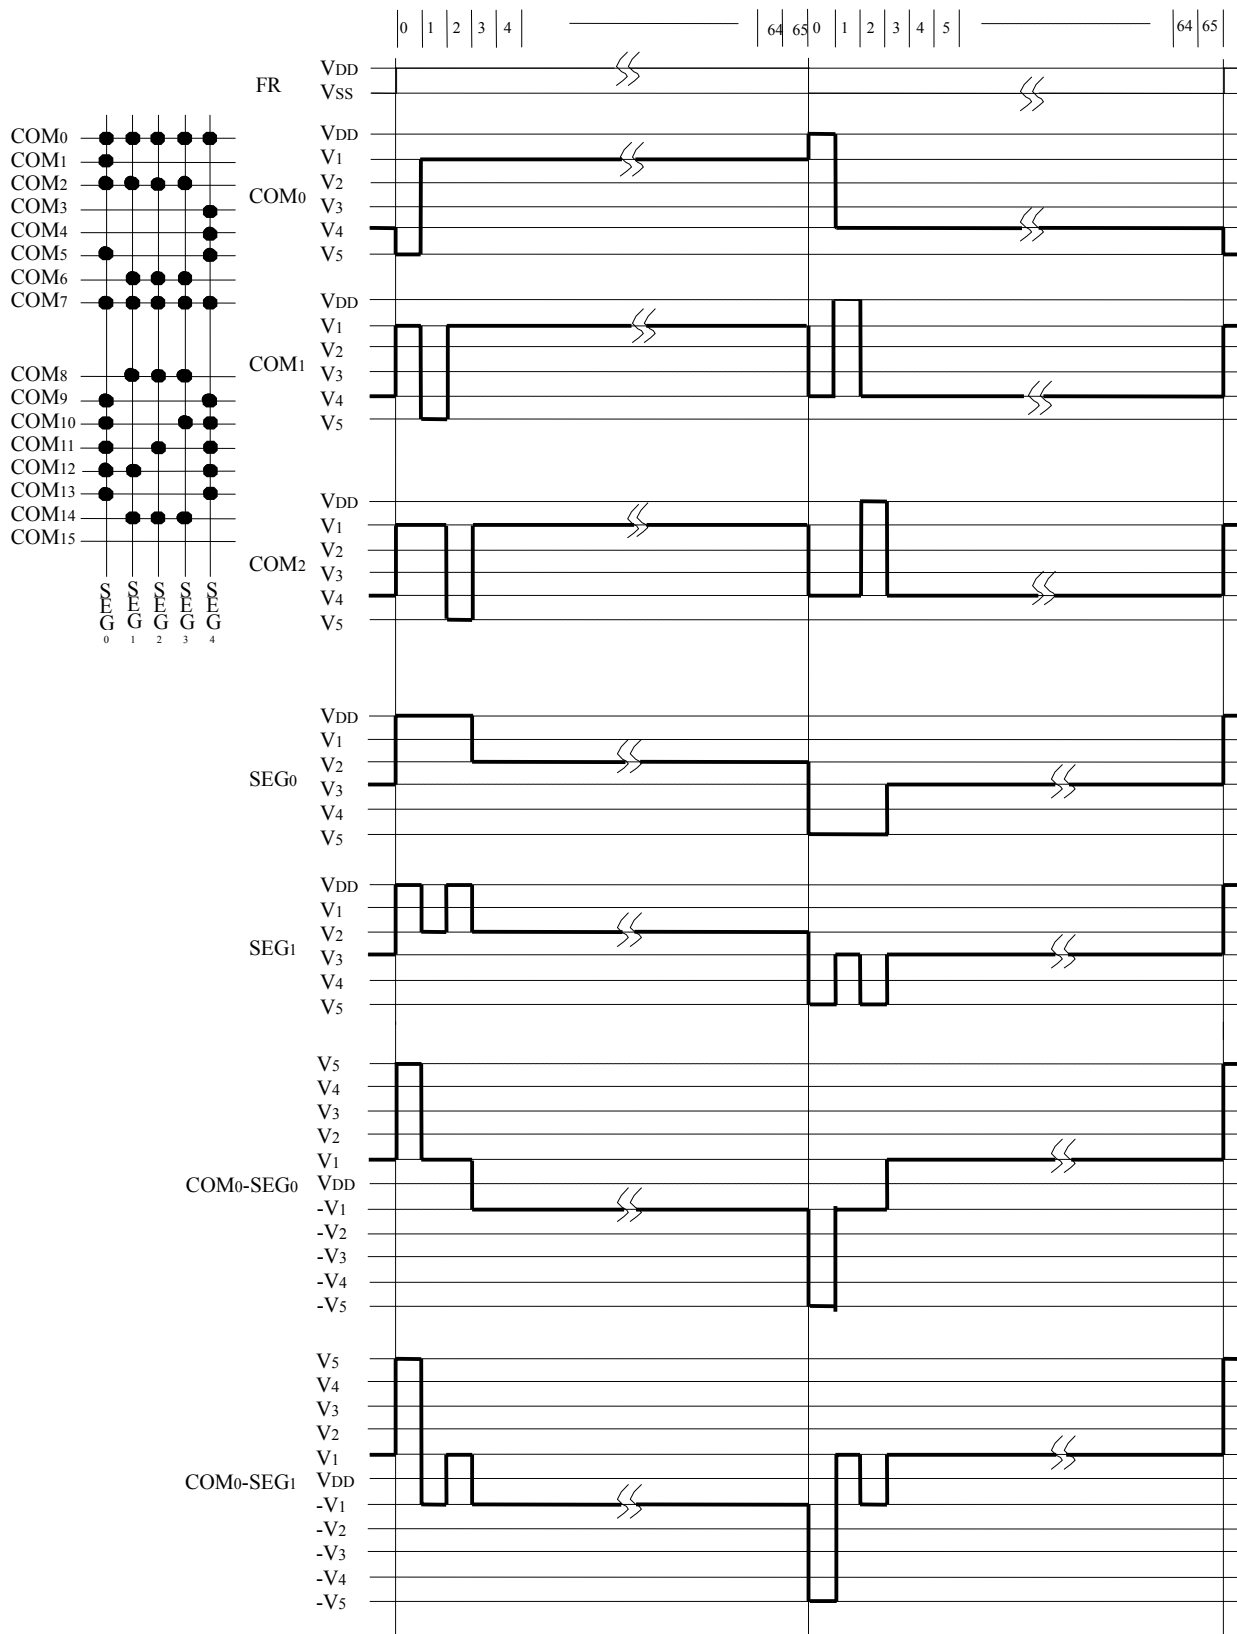 0 1 2 3 4 64 65 0 1 2 3 4 5 64 65
FR
VDD
VSS
COM0
COM1
COM2
COM3
COM4
COM5
COM6
COM7
COM8
COM9
COM10
COM11
COM12
COM13
COM14
COM15
SEG0
SEG1
SEG2
SEG3
SEG4
COM0
VDD
V1
V2
V3
V4
V5
COM1
VDD
V1
V2
V3
V4
V5
COM2
VDD
V1
V2
V3
V4
V5
SEG0
VDD
V1
V2
V3
V4
V5
SEG1
VDD
V1
V2
V3
V4
V5
COM0-SEG0
V5
V4
V3
V2
V1
VDD
-V1
-V2
-V3
-V4
-V5
COM0-SEG1
V5
V4
V3
V2
V1
VDD
-V1
-V2
-V3
-V4
-V5